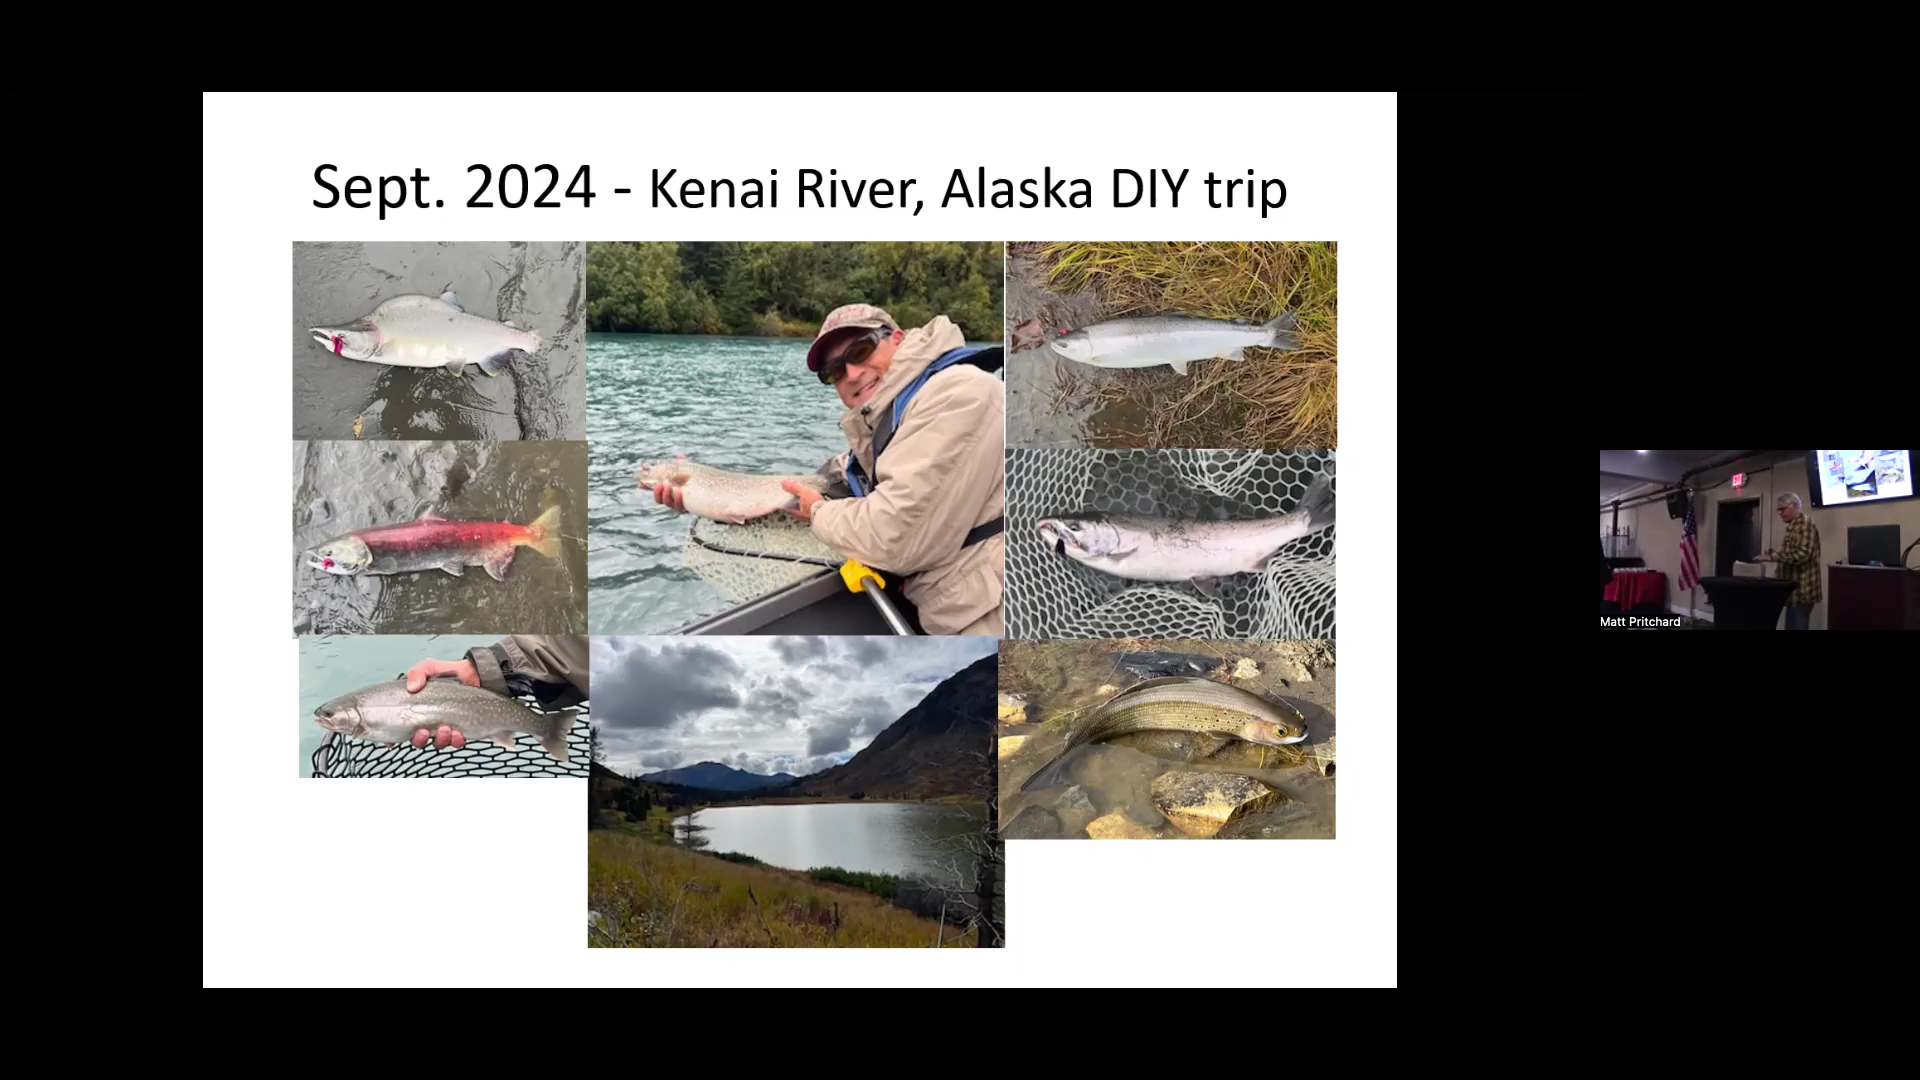 Sept. 2024 - Kenai River, Alaska DIY trip
Matt Pritchard